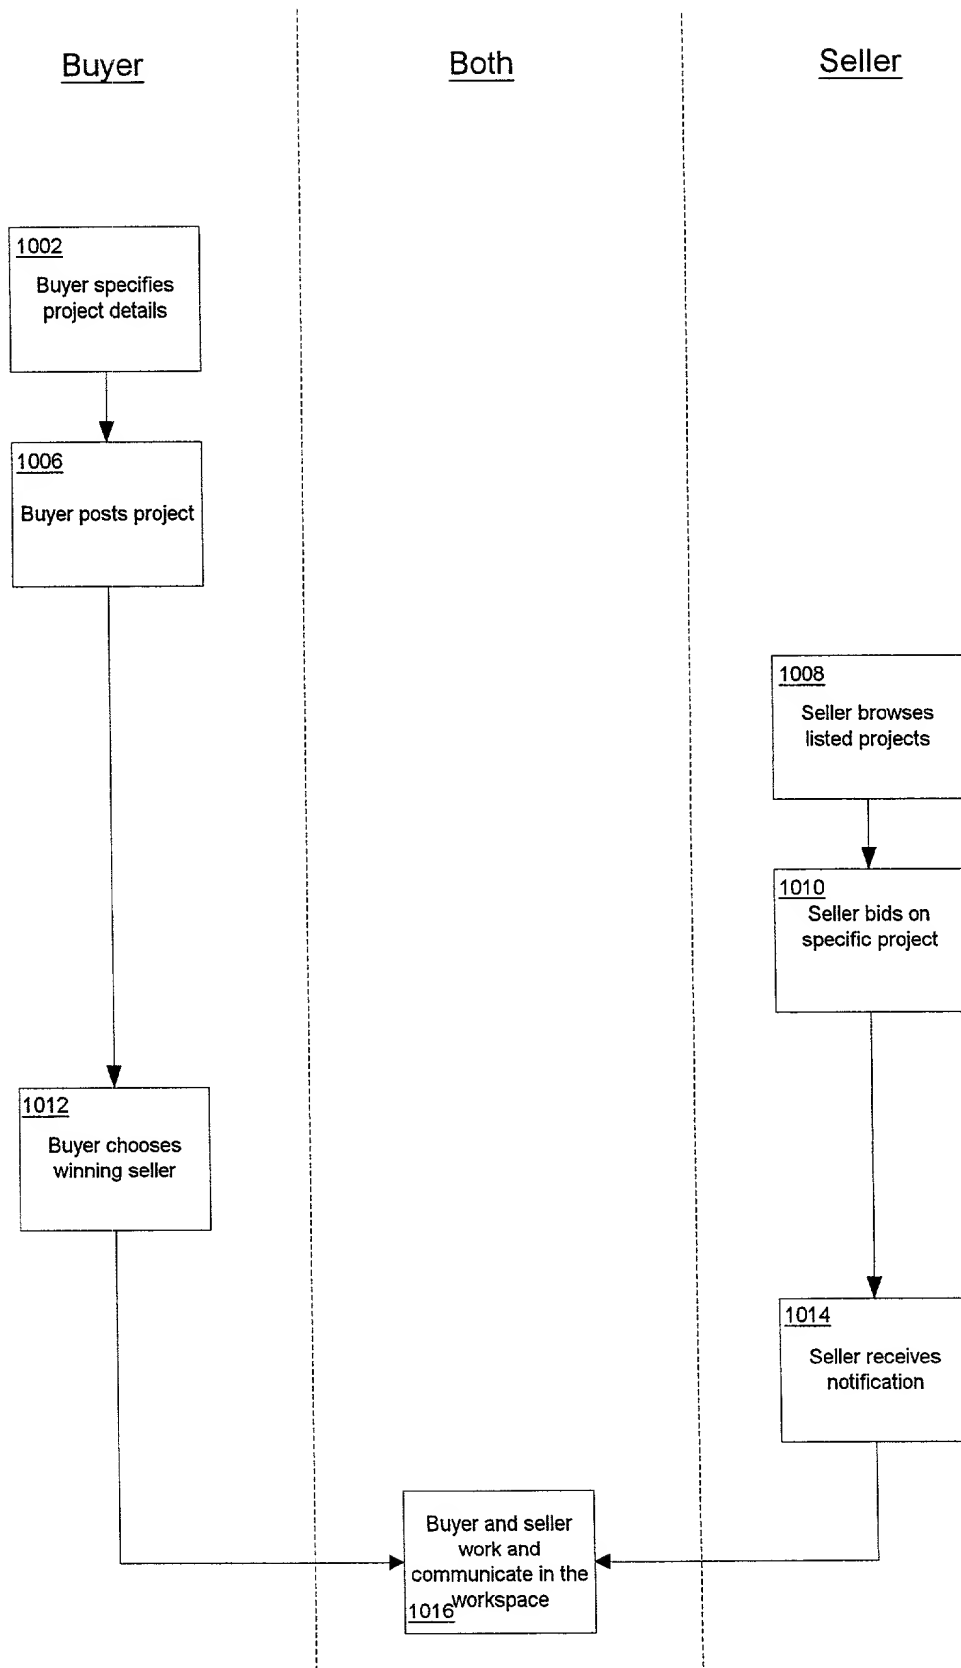 Buyer
Both
Seller
1002
Buyer specifies
project details
1006
Buyer posts project
1008
Seller browses
listed projects
1010
Seller bids on
specific project
1012
Buyer chooses
winning seller
1014
Seller receives
notification
Buyer and seller
work and
communicate in the
workspace
1016